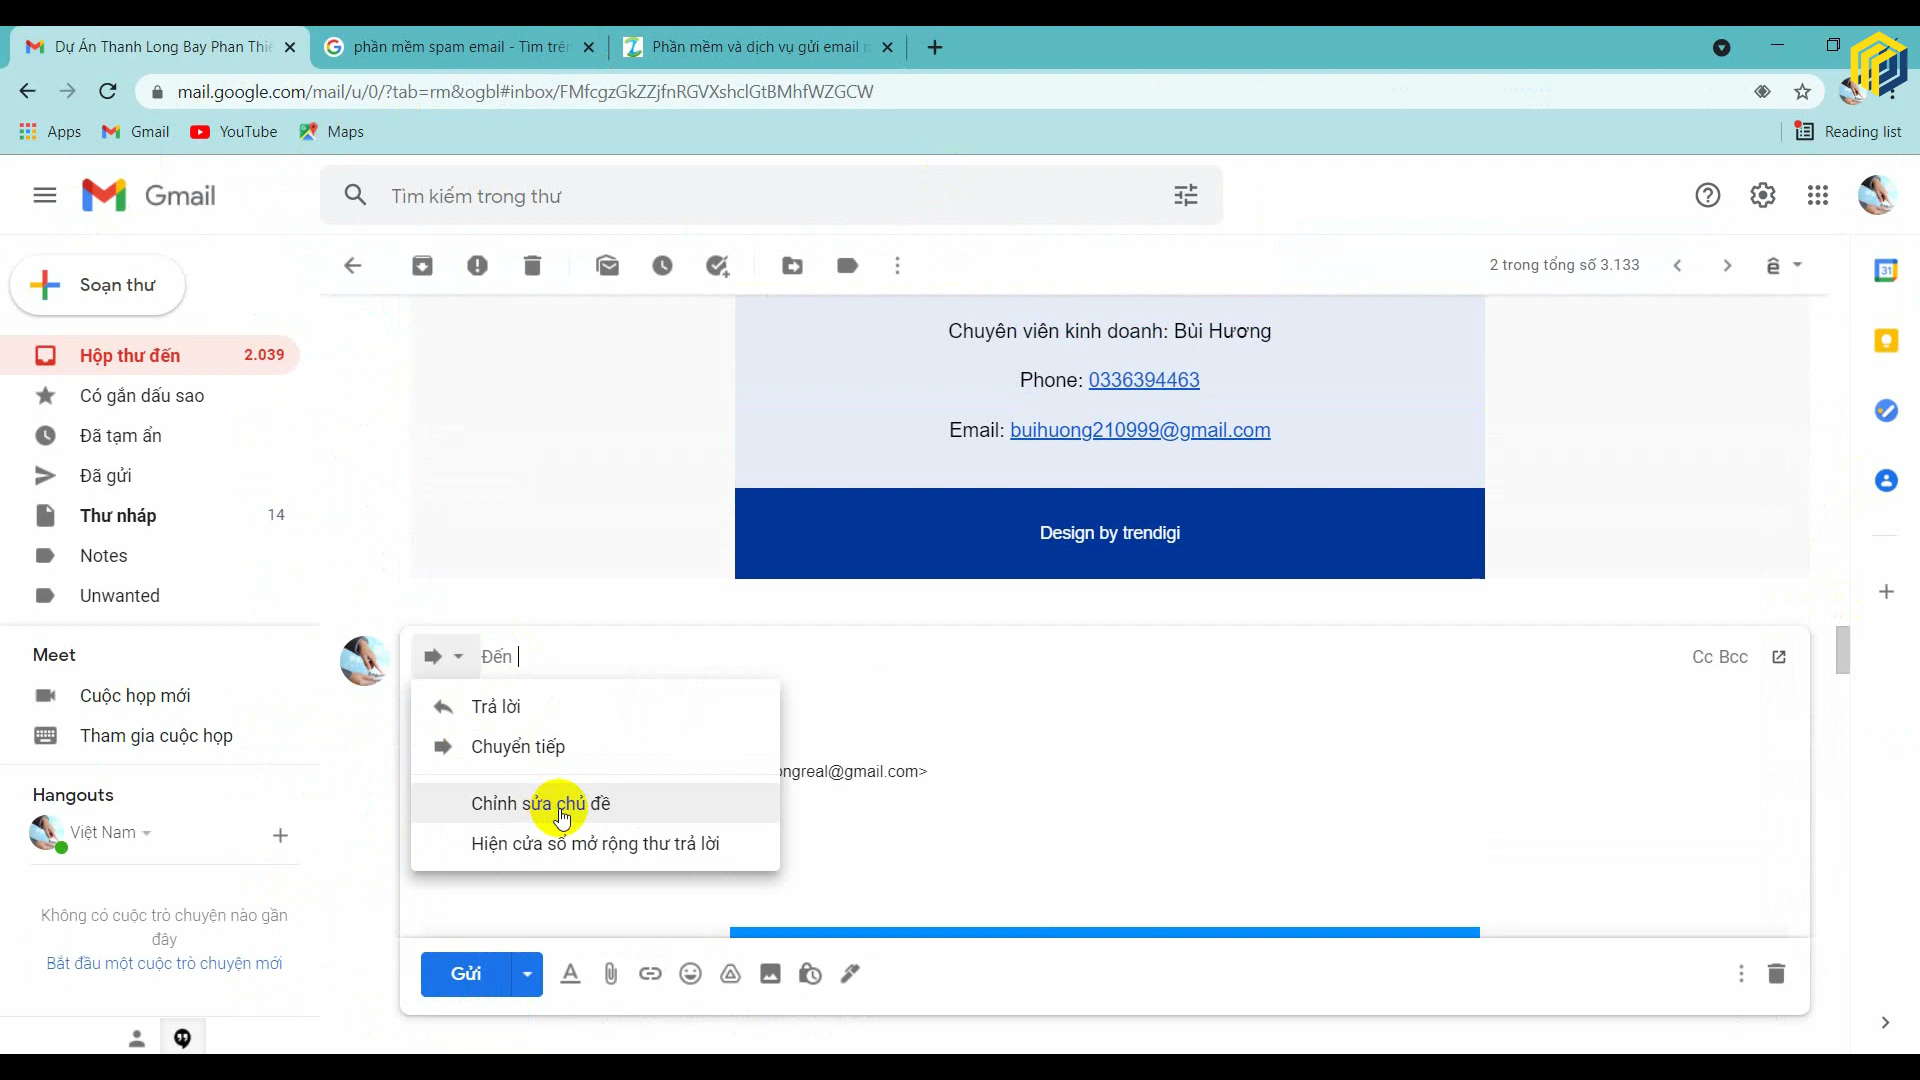 Dự Án Thanh Long Bay Phan Thiế
phần mềm spam email - Tìm trên
Phần mềm và dịch vụ gửi email m
mail.google.com/mail/u/0/?tab=rm&ogbl#inbox/FMfcgzGkZZjfnRGVXshclGtBMhfWZGCW
Apps
Gmail
YouTube
Maps
Reading list
Gmail
Tìm kiếm trong thư
Soạn thư
2 trong tổng số 3.133
Hộp thư đến 2.039
Có gắn dấu sao
Đã tạm ẩn
Đã gửi
Thư nháp 14
Notes
Unwanted
Meet
Cuộc họp mới
Tham gia cuộc họp
Hangouts
Việt Nam
Không có cuộc trò chuyện nào gần
đây
Bắt đầu một cuộc trò chuyện mới
Chuyên viên kinh doanh: Bùi Hương
Phone: 0336394463
Email: buihuong210999@gmail.com
Design by trendigi
Đến
Cc Bcc
Trả lời
Chuyển tiếp
Chỉnh sửa chủ đề
Hiện cửa sổ mở rộng thư trả lời
ongreal@gmail.com>
Gửi
31